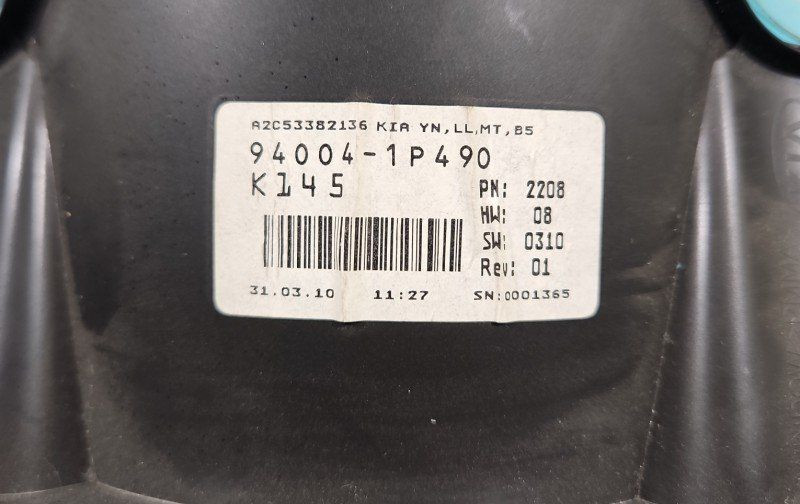 A2C53382136 KIA YN,LL,MT,B5
94004-1P490
K145
PN: 2208
HW: 08
SW: 0310
Rev: 01
31.03.10 11:27 SN:0001365